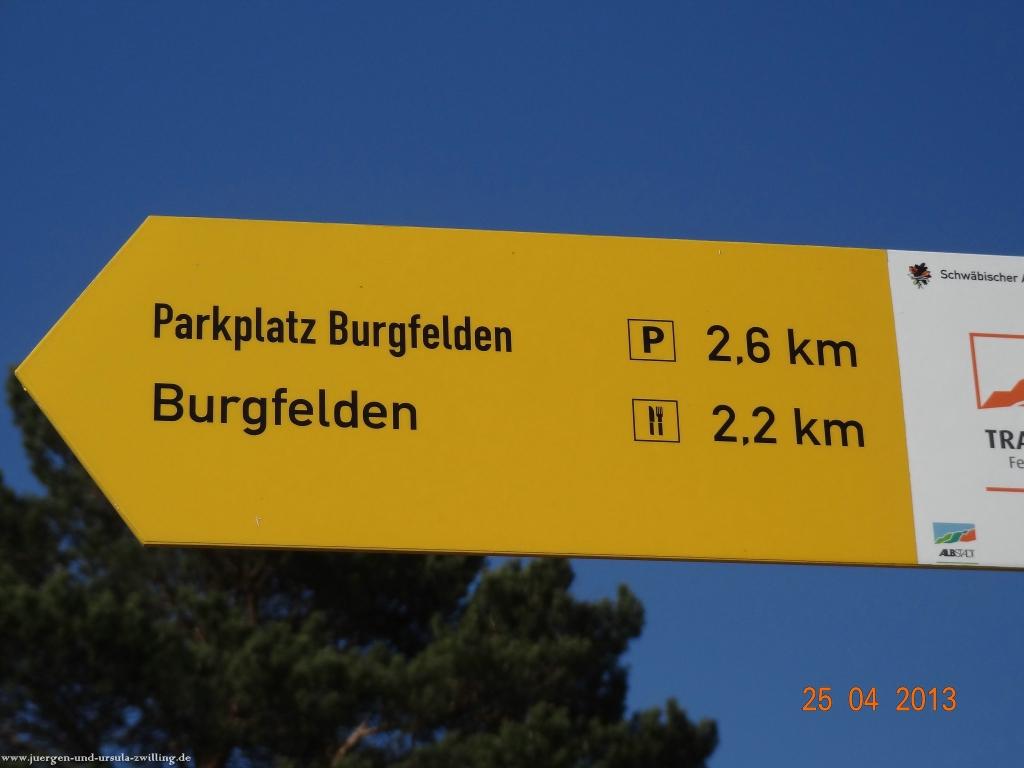 Parkplatz Burgfelden P 2,6 km
Burgfelden 2,2 km
Schwäbischer
ALBSTADT
25 04 2013
www.juergen-und-ursula-zwilling.de